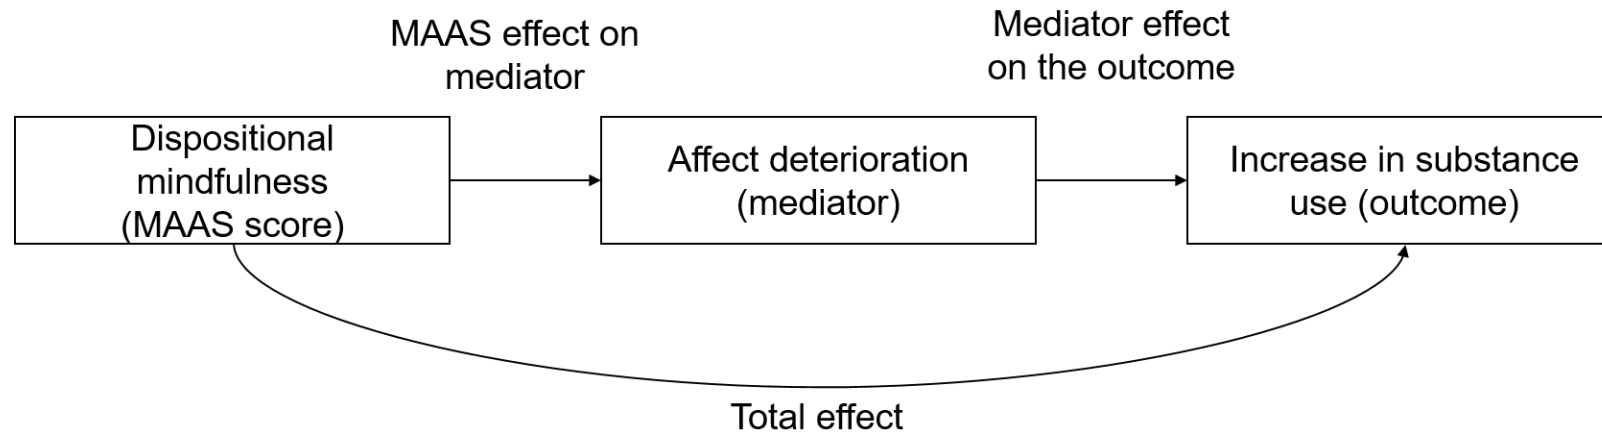 MAAS effect on
mediator
Mediator effect
on the outcome
Dispositional
mindfulness
(MAAS score)
Affect deterioration
(mediator)
Increase in substance
use (outcome)
Total effect